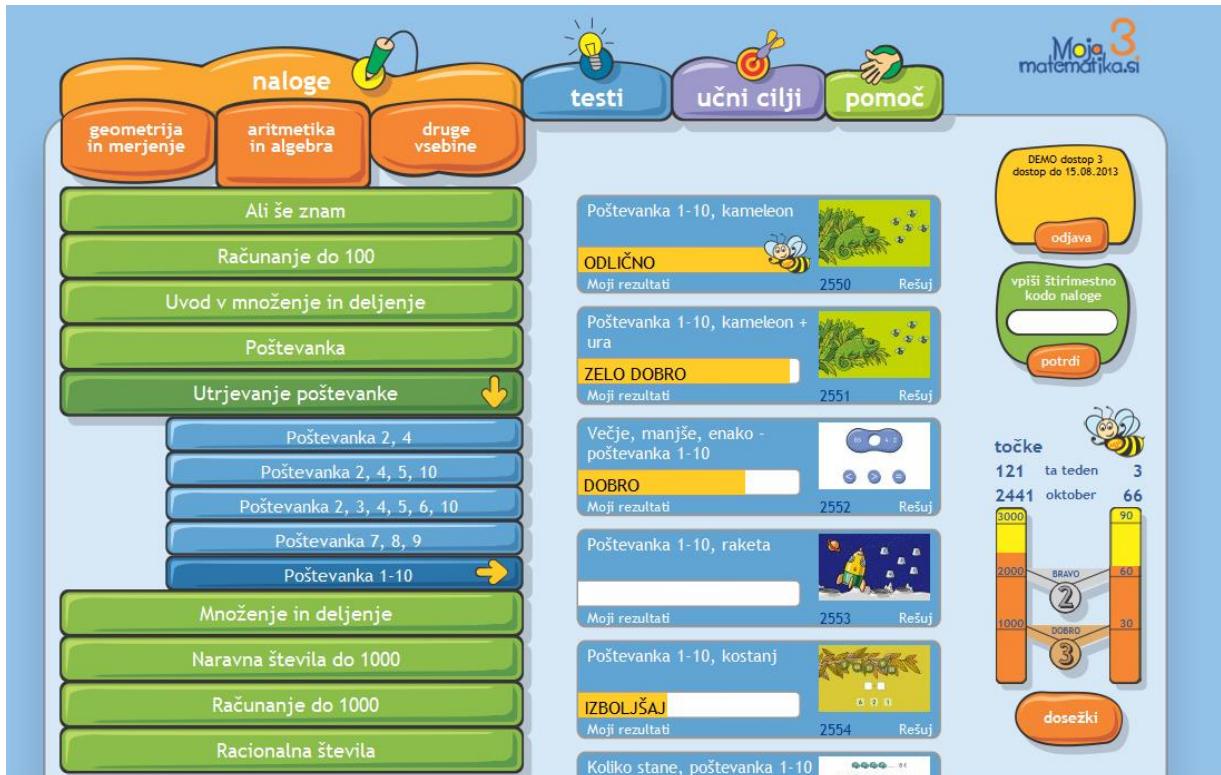 naloge
testi
učni cilji
pomoč
Moja 3
matematika.si
geometrija
in merjenje
aritmetika
in algebra
druge
vsebine
Ali še znam
Računanje do 100
Uvod v množenje in deljenje
Poštevanka
Utrjevanje poštevanke
Poštevanka 2, 4
Poštevanka 2, 4, 5, 10
Poštevanka 2, 3, 4, 5, 6, 10
Poštevanka 7, 8, 9
Poštevanka 1-10
Množenje in deljenje
Naravna števila do 1000
Računanje do 1000
Racionalna števila
Poštevanka 1-10, kameleon
ODLIČNO
Moji rezultati 2550 Rešuj
Poštevanka 1-10, kameleon +
ura
ZELO DOBRO
Moji rezultati 2551 Rešuj
Večje, manjše, enako -
poštevanka 1-10
DOBRO
Moji rezultati 2552 Rešuj
Poštevanka 1-10, raketa
Moji rezultati 2553 Rešuj
Poštevanka 1-10, kostanj
IZBOLJŠAJ
Moji rezultati 2554 Rešuj
Koliko stane, poštevanka 1-10
DEMO dostop 3
dostop do 15.08.2013
odjava
vpiši štirimestno
kodo naloge
potrdi
točke
121 ta teden 3
2441 oktober 66
3000 90
2000 BRAVO 60
2
1000 DOBRO 30
3
dosežki